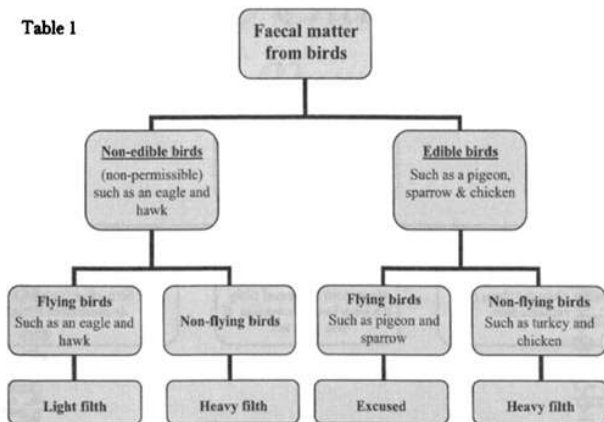 Table 1
Faecal matter
from birds
Non-edible birds
(non-permissible)
such as an eagle and
hawk
Edible birds
Such as a pigeon,
sparrow & chicken
Flying birds
Such as an eagle and
hawk
Non-flying birds
Flying birds
Such as pigeon and
sparrow
Non-flying birds
Such as turkey and
chicken
Light filth
Heavy filth
Excused
Heavy filth